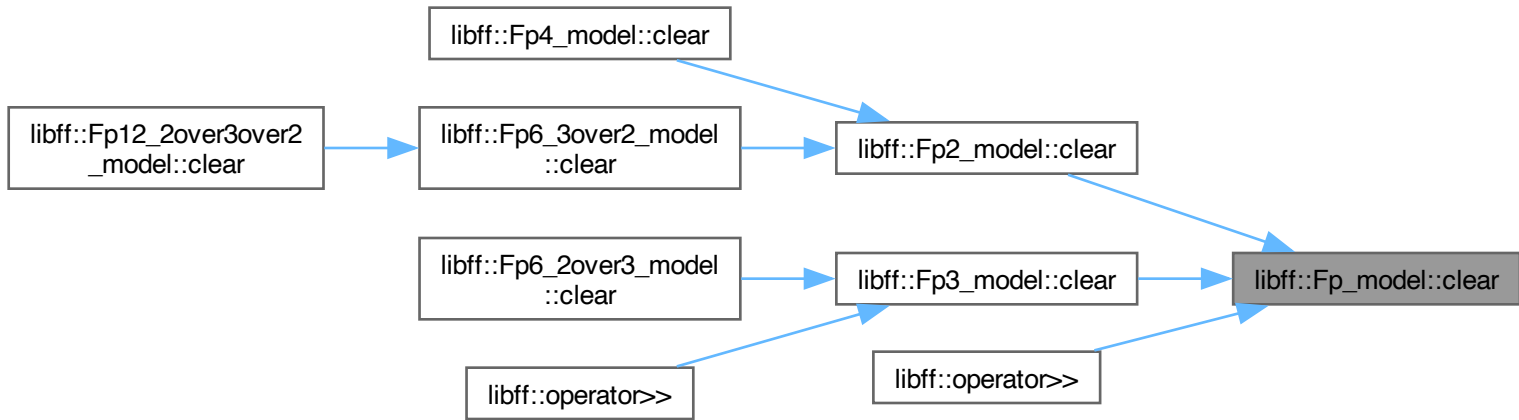 libff::Fp4_model::clear
libff::Fp12_2over3over2
_model::clear
libff::Fp6_3over2_model
::clear
libff::Fp2_model::clear
libff::Fp6_2over3_model
::clear
libff::Fp3_model::clear
libff::Fp_model::clear
libff::operator>>
libff::operator>>